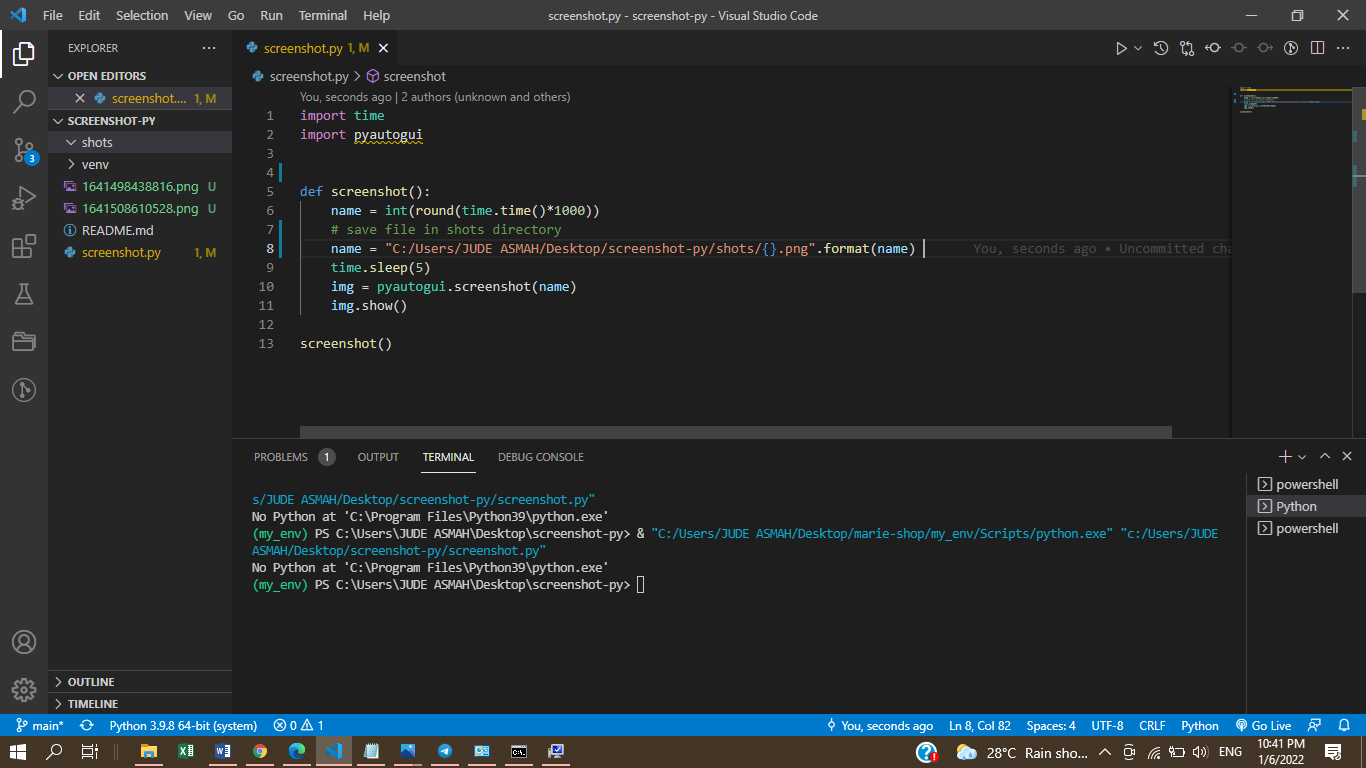 File Edit Selection View Go Run Terminal Help screenshot.py - screenshot-py - Visual Studio Code
EXPLORER
OPEN EDITORS
screenshot.... 1, M
SCREENSHOT-PY
shots
venv
1641498438816.png U
1641508610528.png U
README.md
screenshot.py 1, M
OUTLINE
TIMELINE
3
screenshot.py 1, M
screenshot.py > screenshot
You, seconds ago | 2 authors (unknown and others)
1 import time
2 import pyautogui
3
4
5 def screenshot():
6 name = int(round(time.time()*1000))
7 # save file in shots directory
8 name = "C:/Users/JUDE ASMAH/Desktop/screenshot-py/shots/{}.png".format(name) You, seconds ago • Uncommitted cha
9 time.sleep(5)
10 img = pyautogui.screenshot(name)
11 img.show()
12
13 screenshot()
PROBLEMS 1 OUTPUT TERMINAL DEBUG CONSOLE
s/JUDE ASMAH/Desktop/screenshot-py/screenshot.py"
No Python at 'C:\Program Files\Python39\python.exe'
(my_env) PS C:\Users\JUDE ASMAH\Desktop\screenshot-py> & "C:/Users/JUDE ASMAH/Desktop/marie-shop/my_env/Scripts/python.exe" "c:/Users/JUDE
ASMAH/Desktop/screenshot-py/screenshot.py"
No Python at 'C:\Program Files\Python39\python.exe'
(my_env) PS C:\Users\JUDE ASMAH\Desktop\screenshot-py>
powershell
Python
powershell
main* Python 3.9.8 64-bit (system) 0 1 You, seconds ago Ln 8, Col 82 Spaces: 4 UTF-8 CRLF Python Go Live
28°C Rain sho... ENG 10:41 PM
1/6/2022